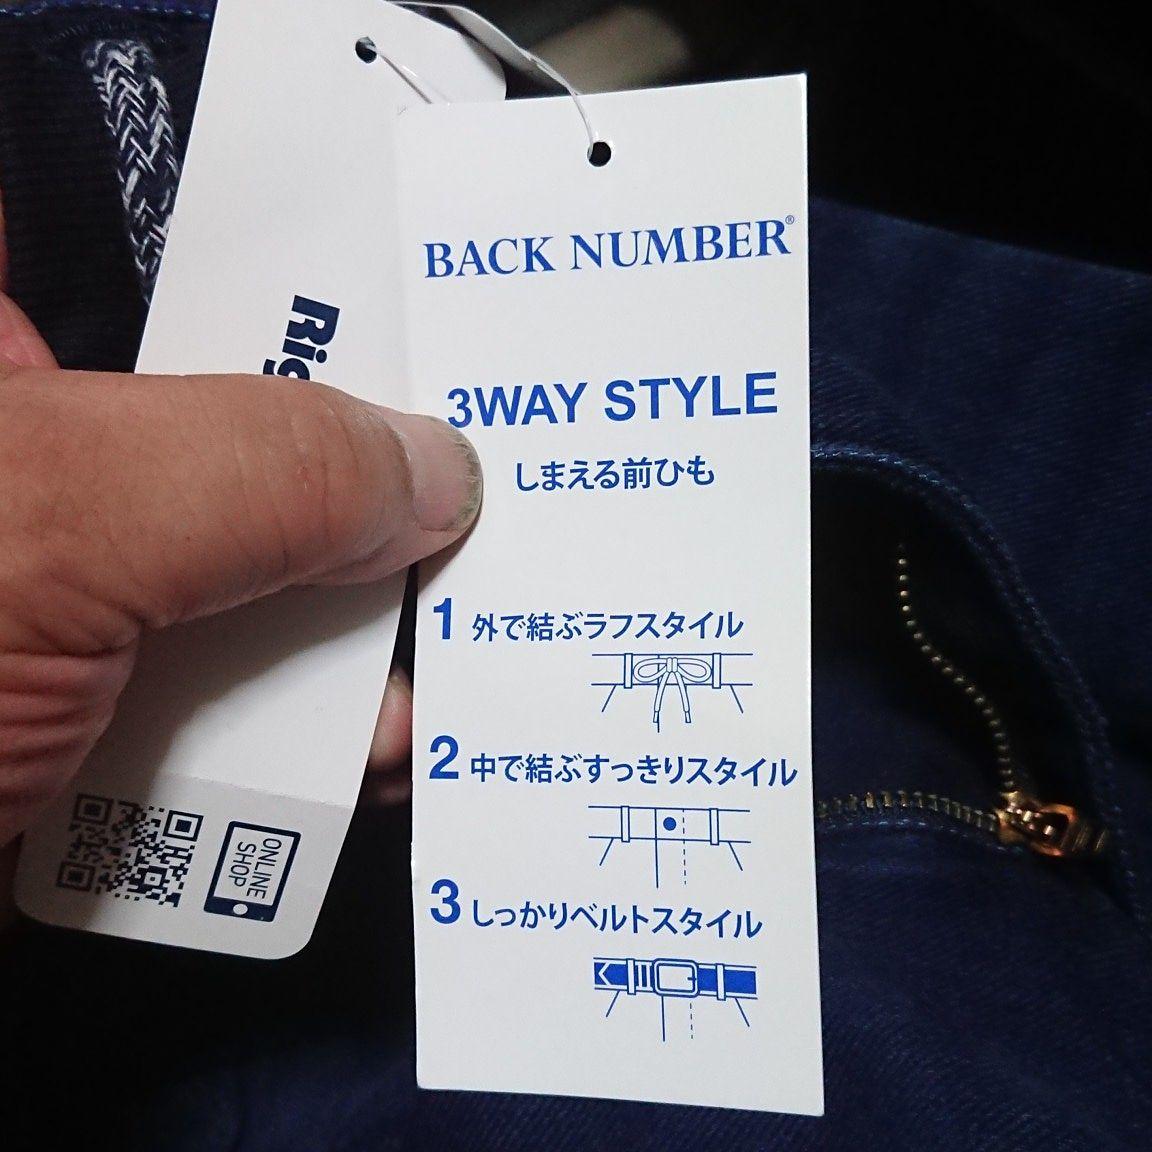 BACK NUMBER®
3WAY STYLE
しまえる前ひも
1 外で結ぶラフスタイル
2 中で結ぶすっきりスタイル
3 しっかりベルトスタイル
ONLINE
SHOP